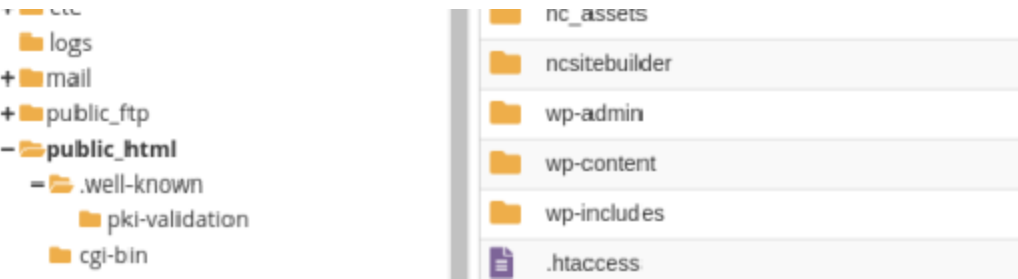 etc
logs
mail
public_ftp
public_html
.well-known
pki-validation
cgi-bin
nc_assets
ncsitebuilder
wp-admin
wp-content
wp-includes
.htaccess